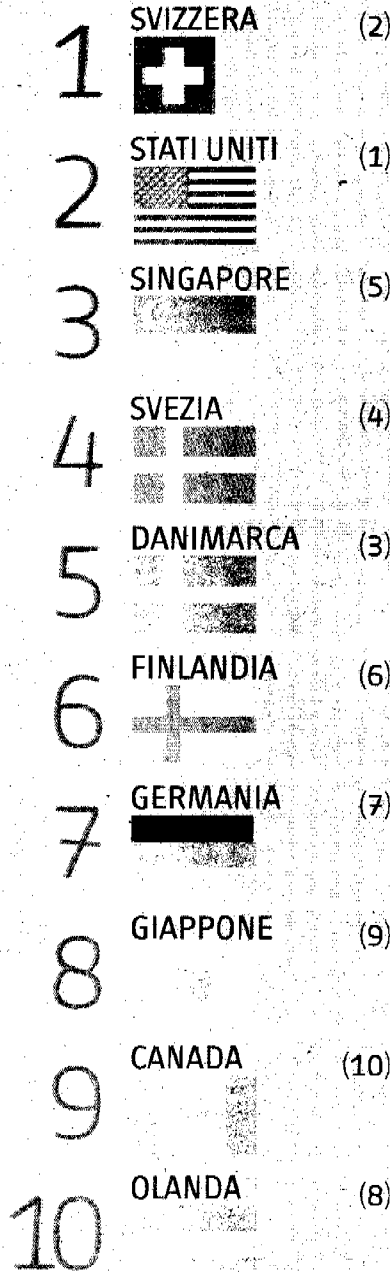 1 SVIZZERA (2)
2 STATI UNITI (1)
3 SINGAPORE (5)
4 SVEZIA (4)
5 DANIMARCA (3)
6 FINLANDIA (6)
7 GERMANIA (7)
8 GIAPPONE (9)
9 CANADA (10)
10 OLANDA (8)